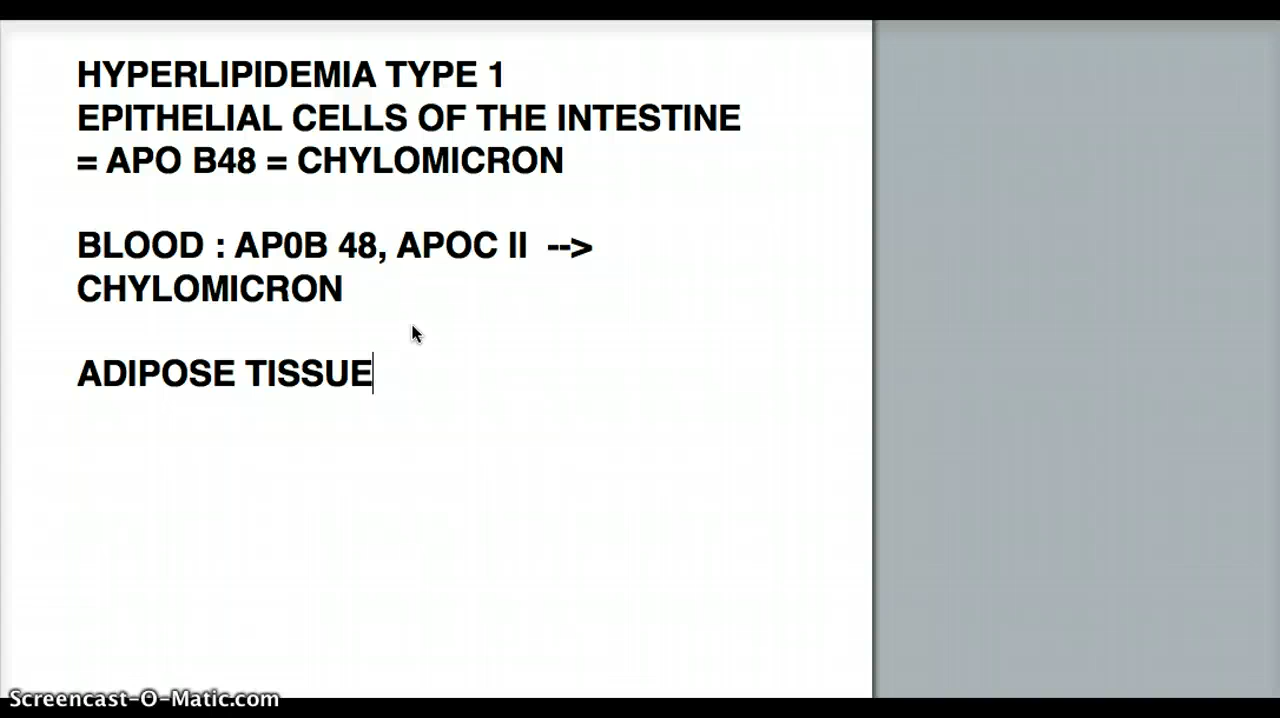 HYPERLIPIDEMIA TYPE 1
EPITHELIAL CELLS OF THE INTESTINE
= APO B48 = CHYLOMICRON
BLOOD : AP0B 48, APOC II -->
CHYLOMICRON
ADIPOSE TISSUE
Screencast-O-Matic.com